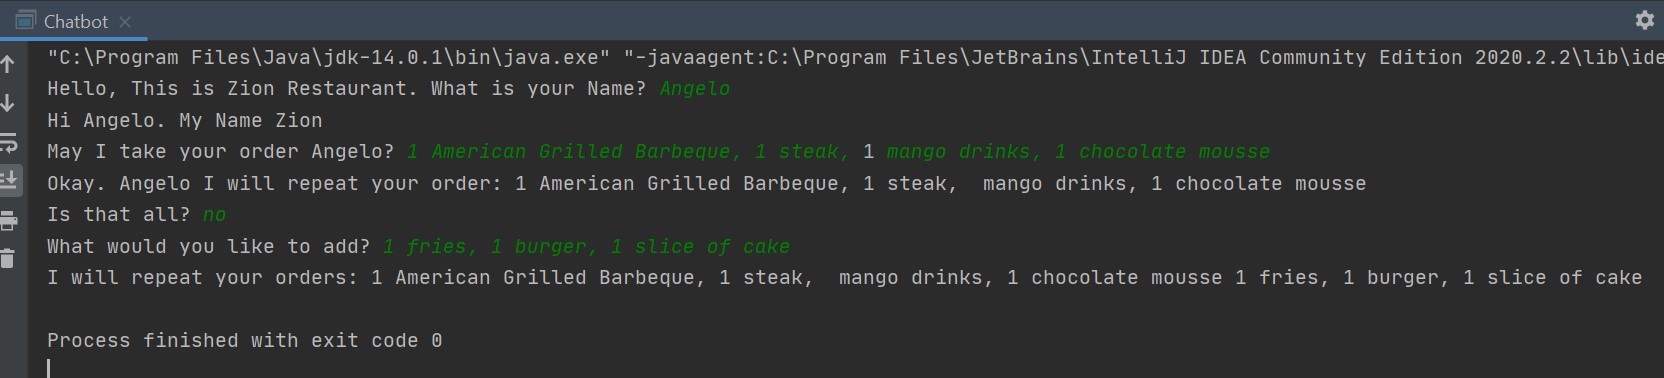 Chatbot
"C:\Program Files\Java\jdk-14.0.1\bin\java.exe" "-javaagent:C:\Program Files\JetBrains\IntelliJ IDEA Community Edition 2020.2.2\lib\ide
Hello, This is Zion Restaurant. What is your Name? Angelo
Hi Angelo. My Name Zion
May I take your order Angelo? 1 American Grilled Barbeque, 1 steak, 1 mango drinks, 1 chocolate mousse
Okay. Angelo I will repeat your order: 1 American Grilled Barbeque, 1 steak,  mango drinks, 1 chocolate mousse
Is that all? no
What would you like to add? 1 fries, 1 burger, 1 slice of cake
I will repeat your orders: 1 American Grilled Barbeque, 1 steak,  mango drinks, 1 chocolate mousse 1 fries, 1 burger, 1 slice of cake
Process finished with exit code 0